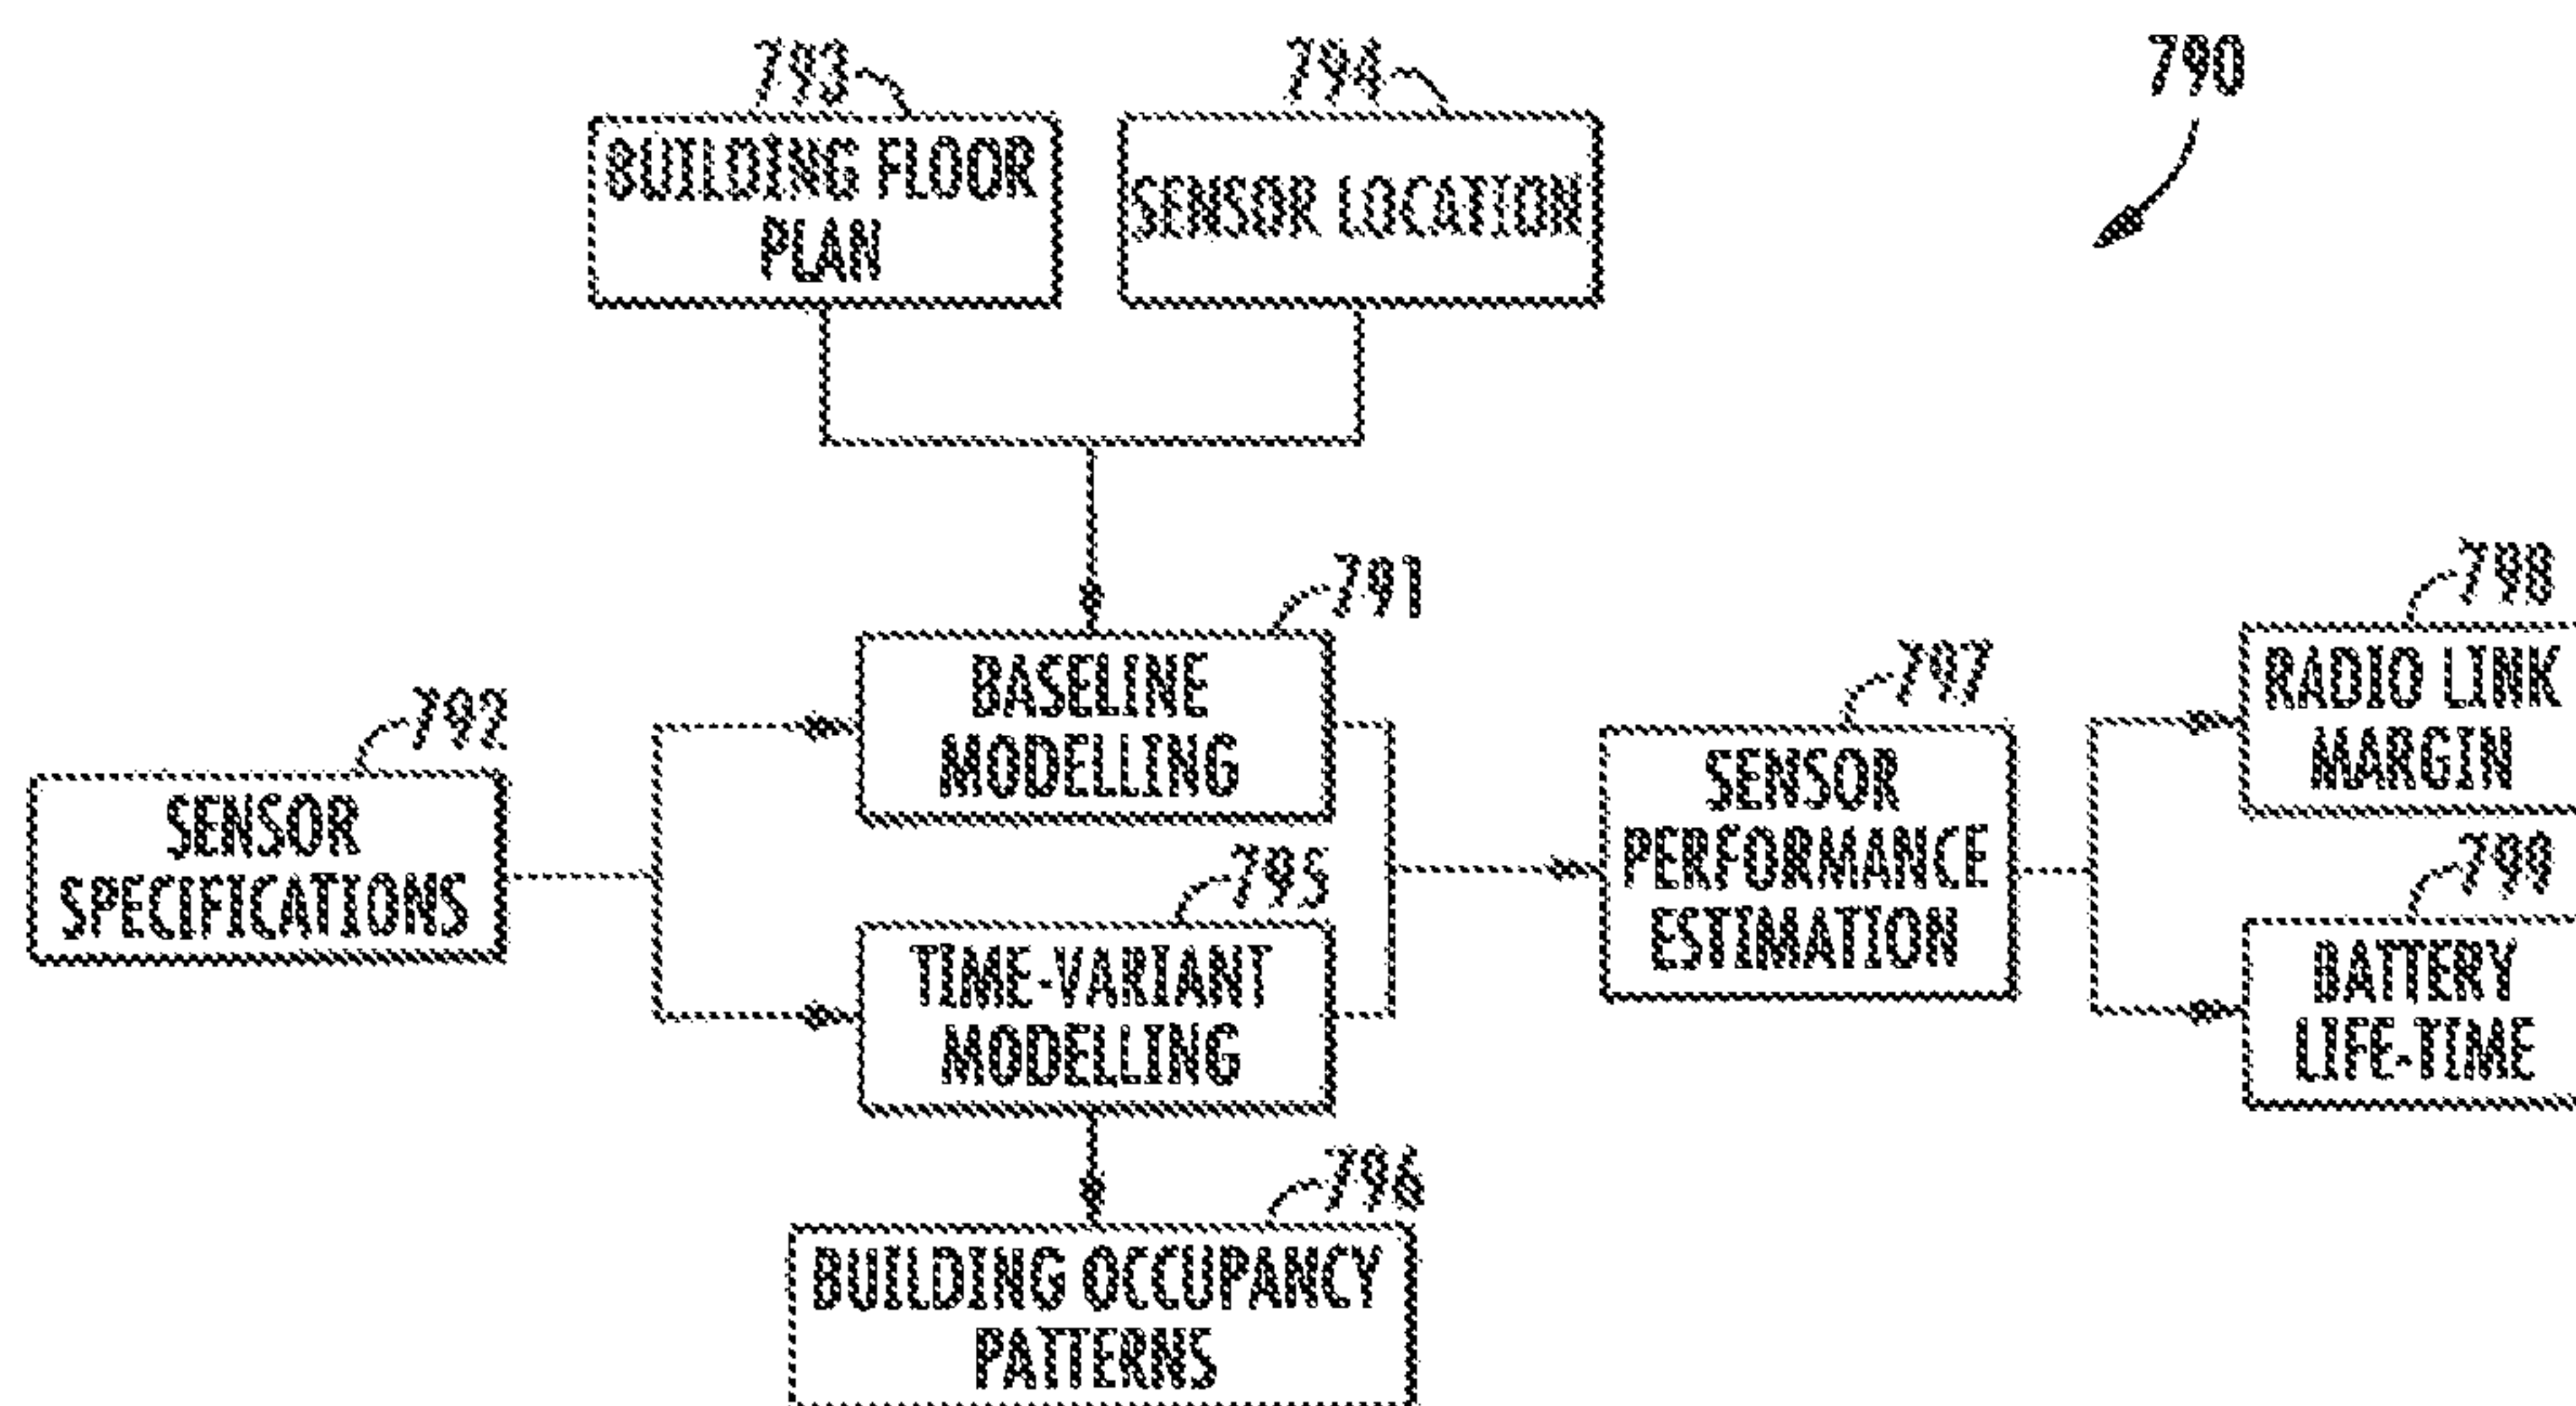 793
794
790
BUILDING FLOOR
PLAN
SENSOR LOCATION
791
BASELINE
MODELLING
792
SENSOR
SPECIFICATIONS
795
TIME-VARIANT
MODELLING
796
BUILDING OCCUPANCY
PATTERNS
797
SENSOR
PERFORMANCE
ESTIMATION
798
RADIO LINK
MARGIN
799
BATTERY
LIFE-TIME